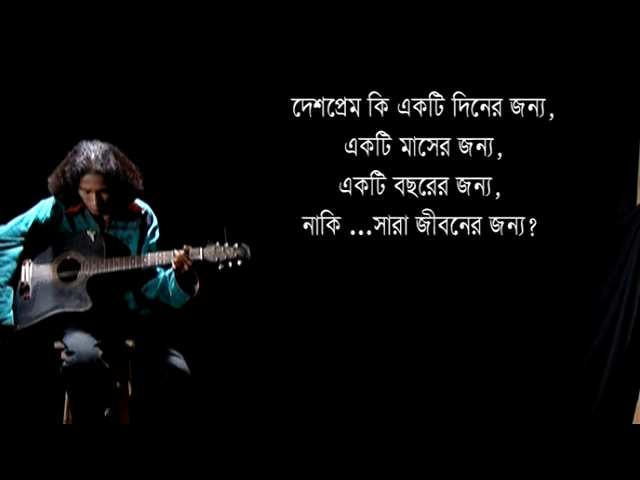 দেশপ্রেম কি একটি দিনের জন্য,
একটি মাসের জন্য,
একটি বছরের জন্য,
নাকি ...সারা জীবনের জন্য?